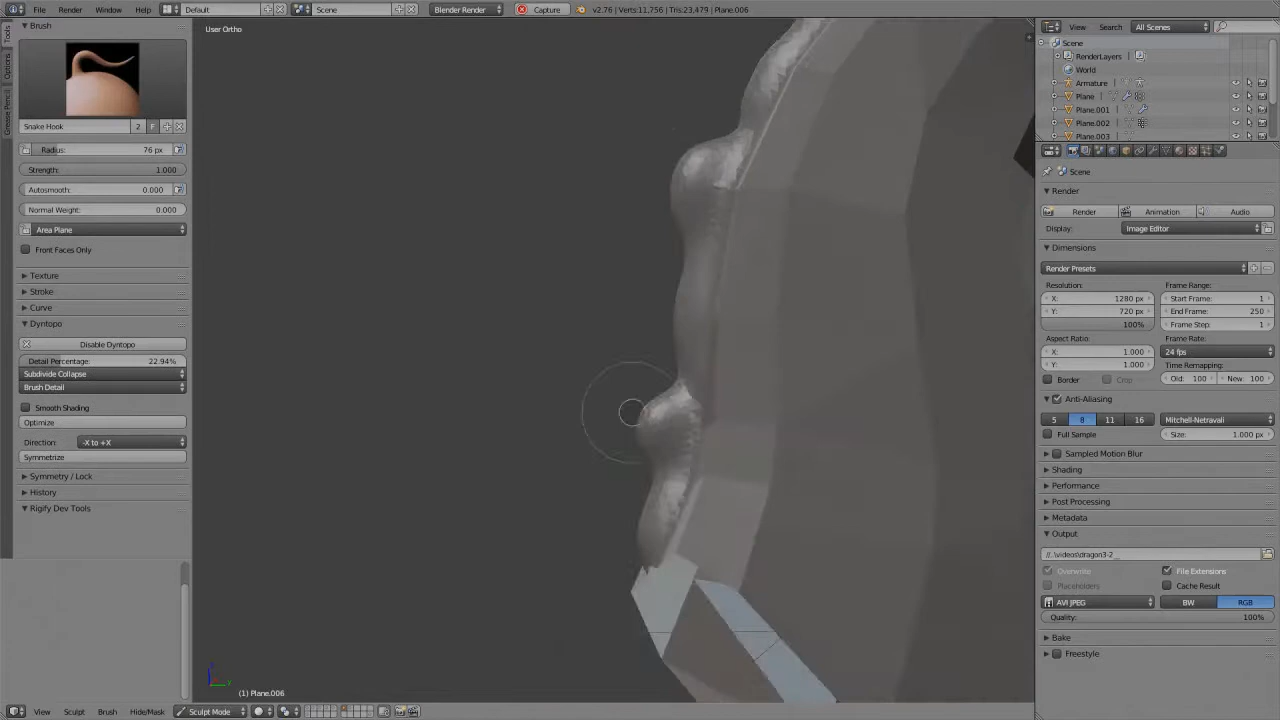 File Render Window Help Default Scene Blender Render Capture v2.76 | Verts:11,756 | Tris:23,479 | Plane.006
User Ortho
Tools
Options
Grease Pencil
Brush
Snake Hook 2 F
Radius: 76 px
Strength: 1.000
Autosmooth: 0.000
Normal Weight: 0.000
Area Plane
Front Faces Only
Texture
Stroke
Curve
Dyntopo
Disable Dyntopo
Detail Percentage: 22.94%
Subdivide Collapse
Brush Detail
Smooth Shading
Optimize
Direction: -X to +X
Symmetrize
Symmetry / Lock
History
Rigify Dev Tools
(1) Plane.006
View Sculpt Brush Hide/Mask Sculpt Mode
View Search All Scenes
Scene
RenderLayers
World
Armature
Plane
Plane.001
Plane.002
Plane.003
Scene
Render
Render Animation Audio
Display: Image Editor
Dimensions
Render Presets
Resolution: Frame Range:
X: 1280 px Start Frame: 1
Y: 720 px End Frame: 250
100% Frame Step: 1
Aspect Ratio: Frame Rate:
X: 1.000 24 fps
Y: 1.000 Time Remapping:
Border Crop Old: 100 New: 100
Anti-Aliasing
5 8 11 16 Mitchell-Netravali
Full Sample Size: 1.000 px
Sampled Motion Blur
Shading
Performance
Post Processing
Metadata
Output
//..\videos\dragon3-2_
Overwrite File Extensions
Placeholders Cache Result
AVI JPEG BW RGB
Quality: 100%
Bake
Freestyle